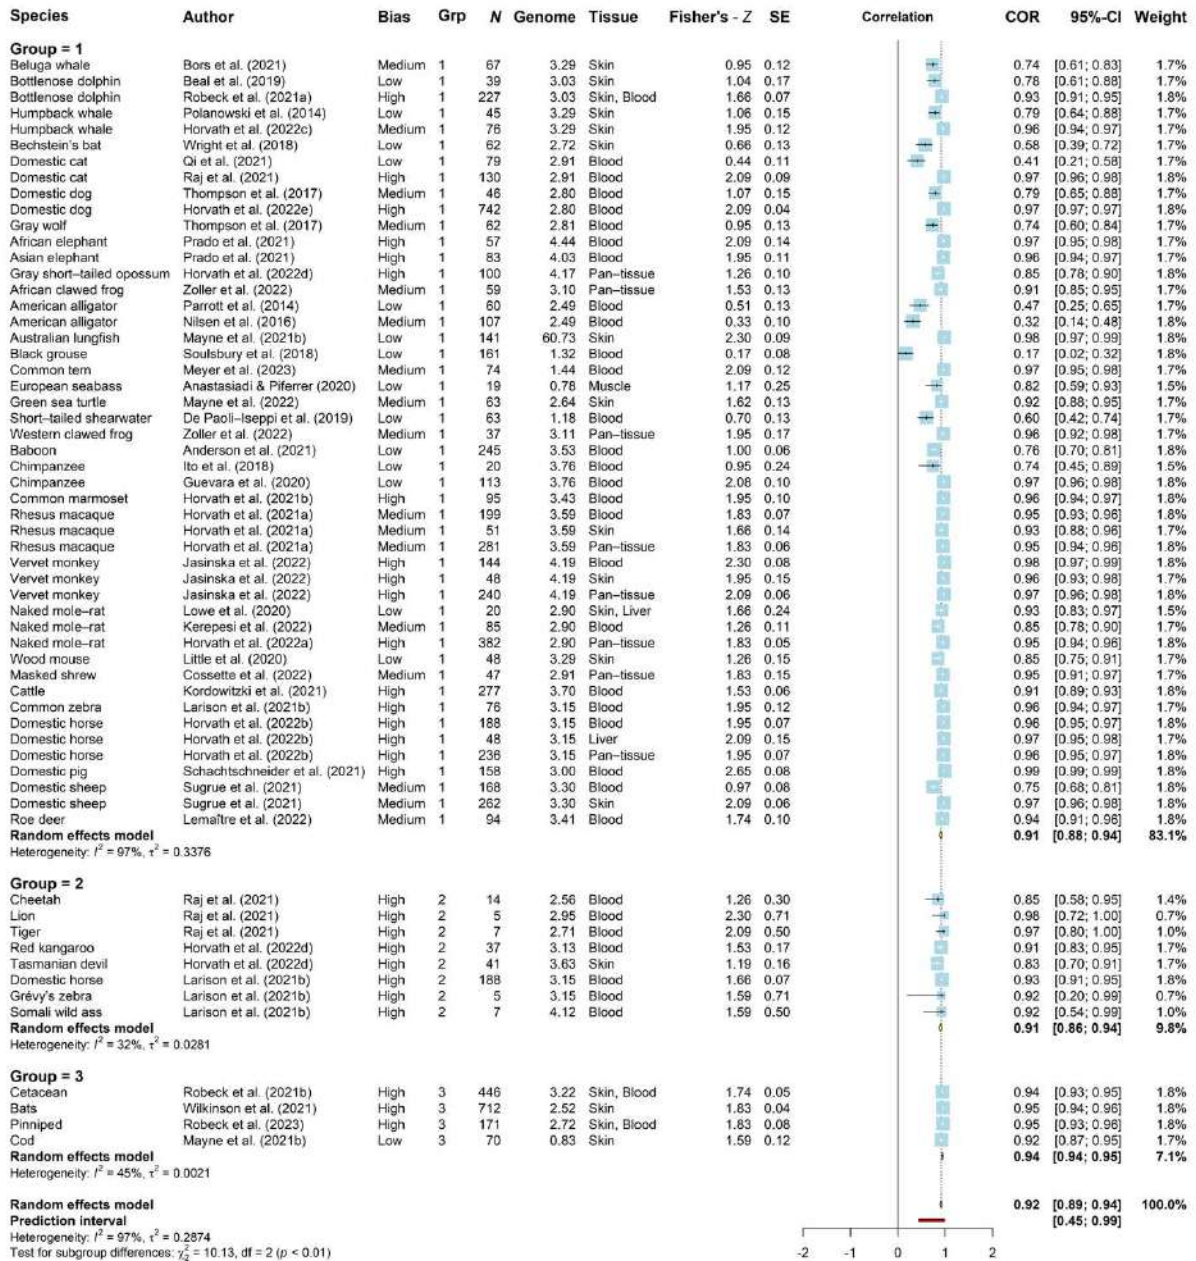 Species Author Bias Grp N Genome Tissue Fisher's - Z SE Correlation COR 95%-CI Weight
Group = 1
Beluga whale Bors et al. (2021) Medium 1 67 3.29 Skin 0.95 0.12 0.74 [0.61; 0.83] 1.7%
Bottlenose dolphin Beal et al. (2019) Low 1 39 3.03 Skin 1.04 0.17 0.78 [0.61; 0.88] 1.7%
Bottlenose dolphin Robeck et al. (2021a) High 1 227 3.03 Skin, Blood 1.66 0.07 0.93 [0.91; 0.95] 1.8%
Humpback whale Polanowski et al. (2014) Low 1 45 3.29 Skin 1.06 0.15 0.79 [0.64; 0.88] 1.7%
Humpback whale Horvath et al. (2022c) Medium 1 76 3.29 Skin 1.95 0.12 0.96 [0.94; 0.97] 1.7%
Bechstein's bat Wright et al. (2018) Low 1 62 2.72 Skin 0.66 0.13 0.58 [0.39; 0.72] 1.7%
Domestic cat Qi et al. (2021) Low 1 79 2.91 Blood 0.44 0.11 0.41 [0.21; 0.58] 1.7%
Domestic cat Raj et al. (2021) High 1 130 2.91 Blood 2.09 0.09 0.97 [0.96; 0.98] 1.8%
Domestic dog Thompson et al. (2017) Medium 1 46 2.80 Blood 1.07 0.15 0.79 [0.65; 0.88] 1.7%
Domestic dog Horvath et al. (2022e) High 1 742 2.80 Blood 2.09 0.04 0.97 [0.97; 0.97] 1.8%
Gray wolf Thompson et al. (2017) Medium 1 62 2.81 Blood 0.95 0.13 0.74 [0.60; 0.84] 1.7%
African elephant Prado et al. (2021) High 1 57 4.44 Blood 2.09 0.14 0.97 [0.95; 0.98] 1.7%
Asian elephant Prado et al. (2021) High 1 83 4.03 Blood 1.95 0.11 0.96 [0.94; 0.97] 1.7%
Gray short–tailed opossum Horvath et al. (2022d) High 1 100 4.17 Pan–tissue 1.26 0.10 0.85 [0.78; 0.90] 1.8%
African clawed frog Zoller et al. (2022) Medium 1 59 3.10 Pan–tissue 1.53 0.13 0.91 [0.85; 0.95] 1.7%
American alligator Parrott et al. (2014) Low 1 60 2.49 Blood 0.51 0.13 0.47 [0.25; 0.65] 1.7%
American alligator Nilsen et al. (2016) Medium 1 107 2.49 Blood 0.33 0.10 0.32 [0.14; 0.48] 1.8%
Australian lungfish Mayne et al. (2021b) Low 1 141 60.73 Skin 2.30 0.09 0.98 [0.97; 0.99] 1.8%
Black grouse Soulsbury et al. (2018) Low 1 161 1.32 Blood 0.17 0.08 0.17 [0.02; 0.32] 1.8%
Common tern Meyer et al. (2023) Medium 1 74 1.44 Blood 2.09 0.12 0.97 [0.95; 0.98] 1.7%
European seabass Anastasiadi & Piferrer (2020) Low 1 19 0.78 Muscle 1.17 0.25 0.82 [0.59; 0.93] 1.5%
Green sea turtle Mayne et al. (2022) Medium 1 63 2.64 Skin 1.62 0.13 0.92 [0.88; 0.95] 1.7%
Short–tailed shearwater De Paoli–Iseppi et al. (2019) Low 1 63 1.18 Blood 0.70 0.13 0.60 [0.42; 0.74] 1.7%
Western clawed frog Zoller et al. (2022) Medium 1 37 3.11 Pan–tissue 1.95 0.17 0.96 [0.92; 0.98] 1.7%
Baboon Anderson et al. (2021) Low 1 245 3.53 Blood 1.00 0.06 0.76 [0.70; 0.81] 1.8%
Chimpanzee Ito et al. (2018) Low 1 20 3.76 Blood 0.95 0.24 0.74 [0.45; 0.89] 1.5%
Chimpanzee Guevara et al. (2020) Low 1 113 3.76 Blood 2.08 0.10 0.97 [0.96; 0.98] 1.8%
Common marmoset Horvath et al. (2021b) High 1 95 3.43 Blood 1.95 0.10 0.96 [0.94; 0.97] 1.8%
Rhesus macaque Horvath et al. (2021a) Medium 1 199 3.59 Blood 1.83 0.07 0.95 [0.93; 0.96] 1.8%
Rhesus macaque Horvath et al. (2021a) Medium 1 51 3.59 Skin 1.66 0.14 0.93 [0.88; 0.96] 1.7%
Rhesus macaque Horvath et al. (2021a) Medium 1 281 3.59 Pan–tissue 1.83 0.06 0.95 [0.94; 0.96] 1.8%
Vervet monkey Jasinska et al. (2022) High 1 144 4.19 Blood 2.30 0.08 0.98 [0.97; 0.99] 1.8%
Vervet monkey Jasinska et al. (2022) High 1 48 4.19 Skin 1.95 0.15 0.96 [0.93; 0.98] 1.7%
Vervet monkey Jasinska et al. (2022) High 1 240 4.19 Pan–tissue 2.09 0.06 0.97 [0.96; 0.98] 1.8%
Naked mole–rat Lowe et al. (2020) Low 1 20 2.90 Skin, Liver 1.66 0.24 0.93 [0.83; 0.97] 1.5%
Naked mole–rat Kerepesi et al. (2022) Medium 1 85 2.90 Blood 1.26 0.11 0.85 [0.78; 0.90] 1.7%
Naked mole–rat Horvath et al. (2022a) High 1 382 2.90 Pan–tissue 1.83 0.05 0.95 [0.94; 0.96] 1.8%
Wood mouse Little et al. (2020) Low 1 48 3.29 Skin 1.26 0.15 0.85 [0.75; 0.91] 1.7%
Masked shrew Cossette et al. (2022) Medium 1 47 2.91 Pan–tissue 1.83 0.15 0.95 [0.91; 0.97] 1.7%
Cattle Kordowitzki et al. (2021) High 1 277 3.70 Blood 1.53 0.06 0.91 [0.89; 0.93] 1.8%
Common zebra Larison et al. (2021b) High 1 76 3.15 Blood 1.95 0.12 0.96 [0.94; 0.97] 1.7%
Domestic horse Horvath et al. (2022b) High 1 188 3.15 Blood 1.95 0.07 0.96 [0.95; 0.97] 1.8%
Domestic horse Horvath et al. (2022b) High 1 48 3.15 Liver 2.09 0.15 0.97 [0.95; 0.98] 1.7%
Domestic horse Horvath et al. (2022b) High 1 236 3.15 Pan–tissue 1.95 0.07 0.96 [0.95; 0.97] 1.8%
Domestic pig Schachtschneider et al. (2021) High 1 158 3.00 Blood 2.65 0.08 0.99 [0.99; 0.99] 1.8%
Domestic sheep Sugrue et al. (2021) Medium 1 168 3.30 Blood 0.97 0.08 0.75 [0.68; 0.81] 1.8%
Domestic sheep Sugrue et al. (2021) Medium 1 262 3.30 Skin 2.09 0.06 0.97 [0.96; 0.98] 1.8%
Roe deer Lemaître et al. (2022) Medium 1 94 3.41 Blood 1.74 0.10 0.94 [0.91; 0.96] 1.8%
Random effects model 0.91 [0.88; 0.94] 83.1%
Heterogeneity: I² = 97%, τ² = 0.3376
Group = 2
Cheetah Raj et al. (2021) High 2 14 2.56 Blood 1.26 0.30 0.85 [0.58; 0.95] 1.4%
Lion Raj et al. (2021) High 2 5 2.95 Blood 2.30 0.71 0.98 [0.72; 1.00] 0.7%
Tiger Raj et al. (2021) High 2 7 2.71 Blood 2.09 0.50 0.97 [0.80; 1.00] 1.0%
Red kangaroo Horvath et al. (2022d) High 2 37 3.13 Blood 1.53 0.17 0.91 [0.83; 0.95] 1.7%
Tasmanian devil Horvath et al. (2022d) High 2 41 3.63 Skin 1.19 0.16 0.83 [0.70; 0.91] 1.7%
Domestic horse Larison et al. (2021b) High 2 188 3.15 Blood 1.66 0.07 0.93 [0.91; 0.95] 1.8%
Grévy's zebra Larison et al. (2021b) High 2 5 3.15 Blood 1.59 0.71 0.92 [0.20; 0.99] 0.7%
Somali wild ass Larison et al. (2021b) High 2 7 4.12 Blood 1.59 0.50 0.92 [0.54; 0.99] 1.0%
Random effects model 0.91 [0.86; 0.94] 9.8%
Heterogeneity: I² = 32%, τ² = 0.0281
Group = 3
Cetacean Robeck et al. (2021b) High 3 446 3.22 Skin, Blood 1.74 0.05 0.94 [0.93; 0.95] 1.8%
Bats Wilkinson et al. (2021) High 3 712 2.52 Skin 1.83 0.04 0.95 [0.94; 0.96] 1.8%
Pinniped Robeck et al. (2023) High 3 171 2.72 Skin, Blood 1.83 0.08 0.95 [0.93; 0.96] 1.8%
Cod Mayne et al. (2021b) Low 3 70 0.83 Skin 1.59 0.12 0.92 [0.87; 0.95] 1.7%
Random effects model 0.94 [0.94; 0.95] 7.1%
Heterogeneity: I² = 45%, τ² = 0.0021
Random effects model 0.92 [0.89; 0.94] 100.0%
Prediction interval [0.45; 0.99]
Heterogeneity: I² = 97%, τ² = 0.2874
Test for subgroup differences: χ²₂ = 10.13, df = 2 (p < 0.01)
-2 -1 0 1 2